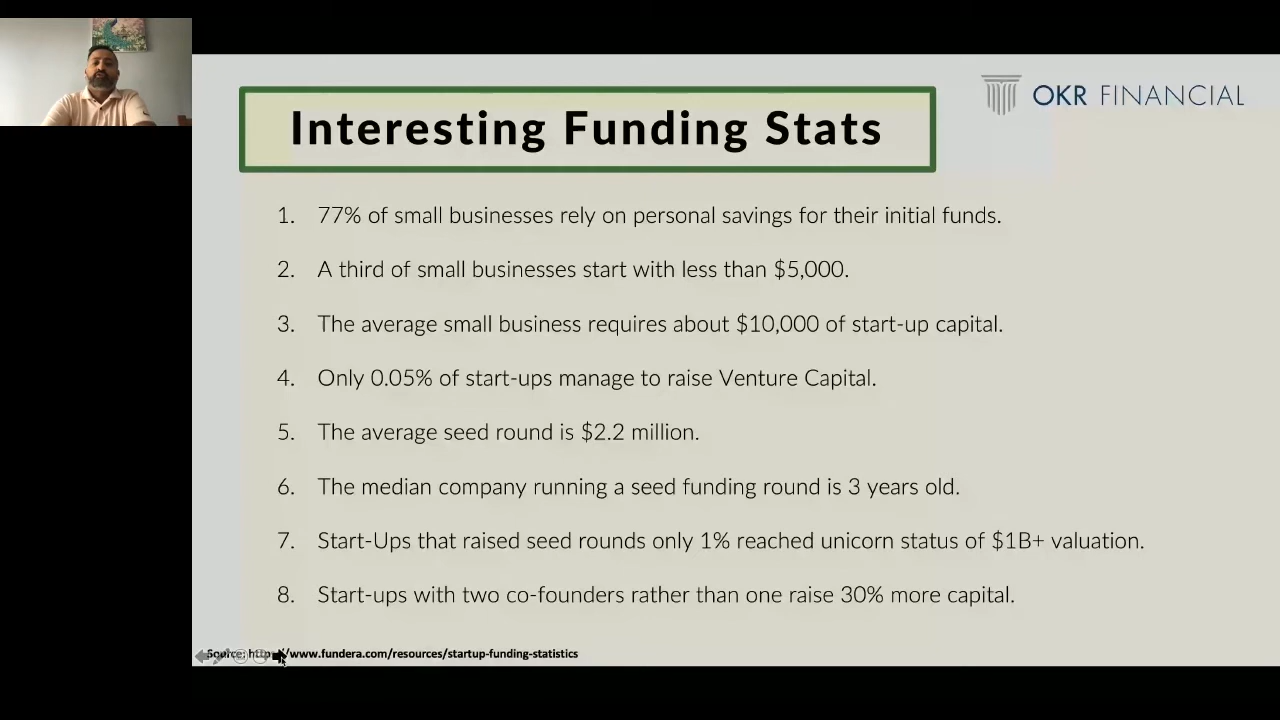 Interesting Funding Stats
OKR FINANCIAL
1. 77% of small businesses rely on personal savings for their initial funds.
2. A third of small businesses start with less than $5,000.
3. The average small business requires about $10,000 of start-up capital.
4. Only 0.05% of start-ups manage to raise Venture Capital.
5. The average seed round is $2.2 million.
6. The median company running a seed funding round is 3 years old.
7. Start-Ups that raised seed rounds only 1% reached unicorn status of $1B+ valuation.
8. Start-ups with two co-founders rather than one raise 30% more capital.
Source: http://www.fundera.com/resources/startup-funding-statistics